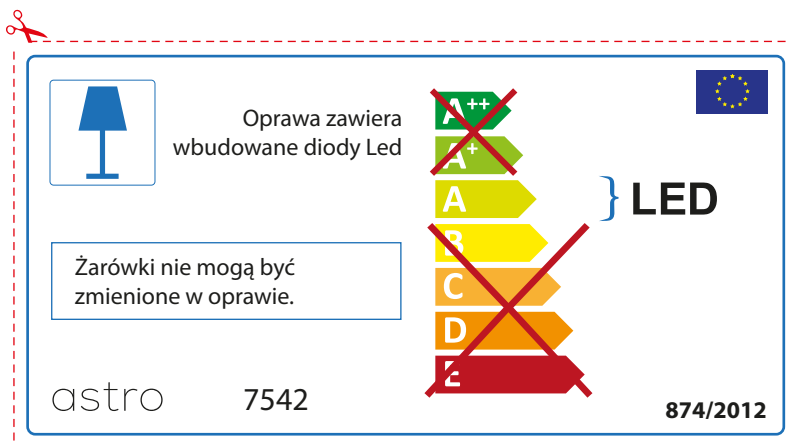 Oprawa zawiera
wbudowane diody Led
A++
A+
A
B
C
D
E
LED
Żarówki nie mogą być
zmienione w oprawie.
astro
7542
874/2012